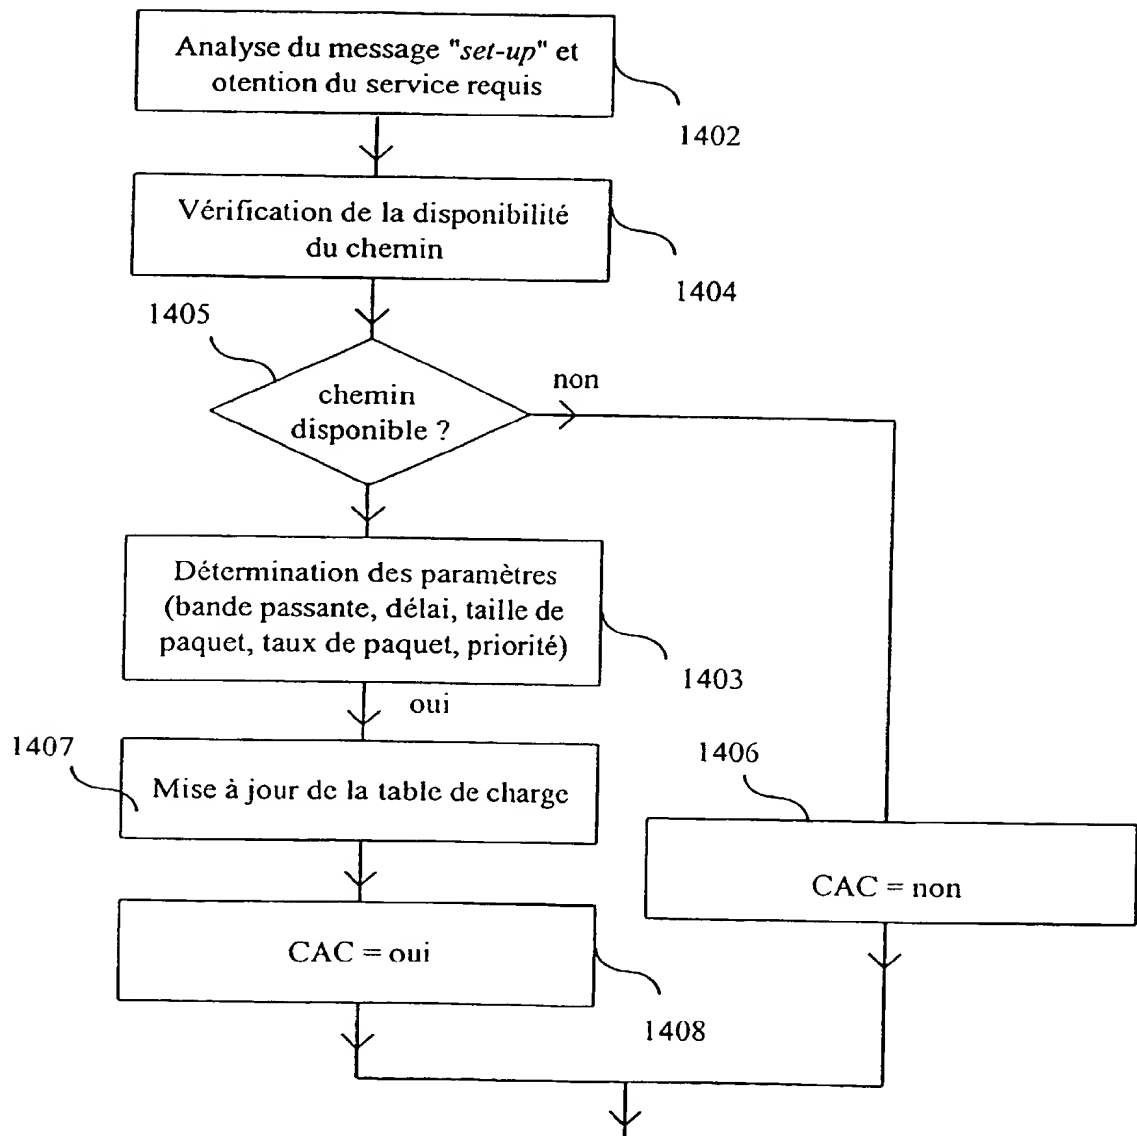 Analyse du message "set-up" et
otention du service requis
1402
Vérification de la disponibilité
du chemin
1404
1405
chemin
disponible ?
non
Détermination des paramètres
(bande passante, délai, taille de
paquet, taux de paquet, priorité)
1403
oui
1407
Mise à jour de la table de charge
1406
CAC = non
CAC = oui
1408